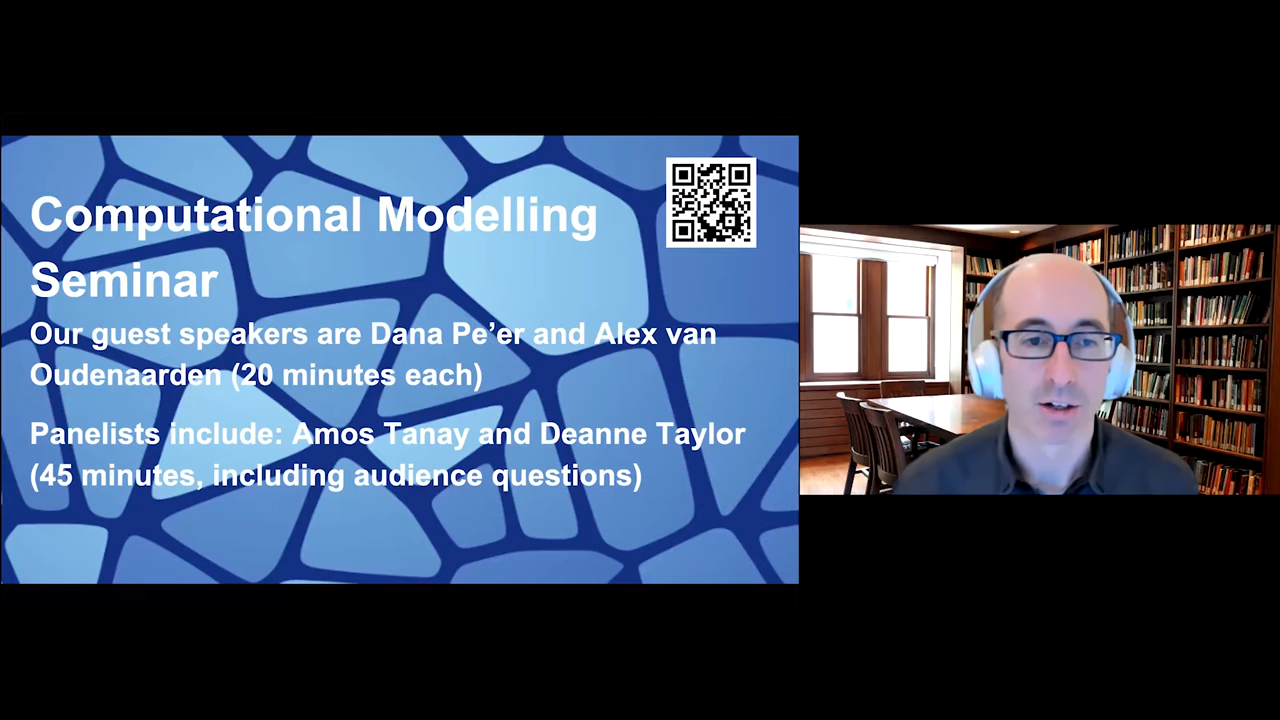 Computational Modelling
Seminar
Our guest speakers are Dana Pe’er and Alex van
Oudenaarden (20 minutes each)
Panelists include: Amos Tanay and Deanne Taylor
(45 minutes, including audience questions)